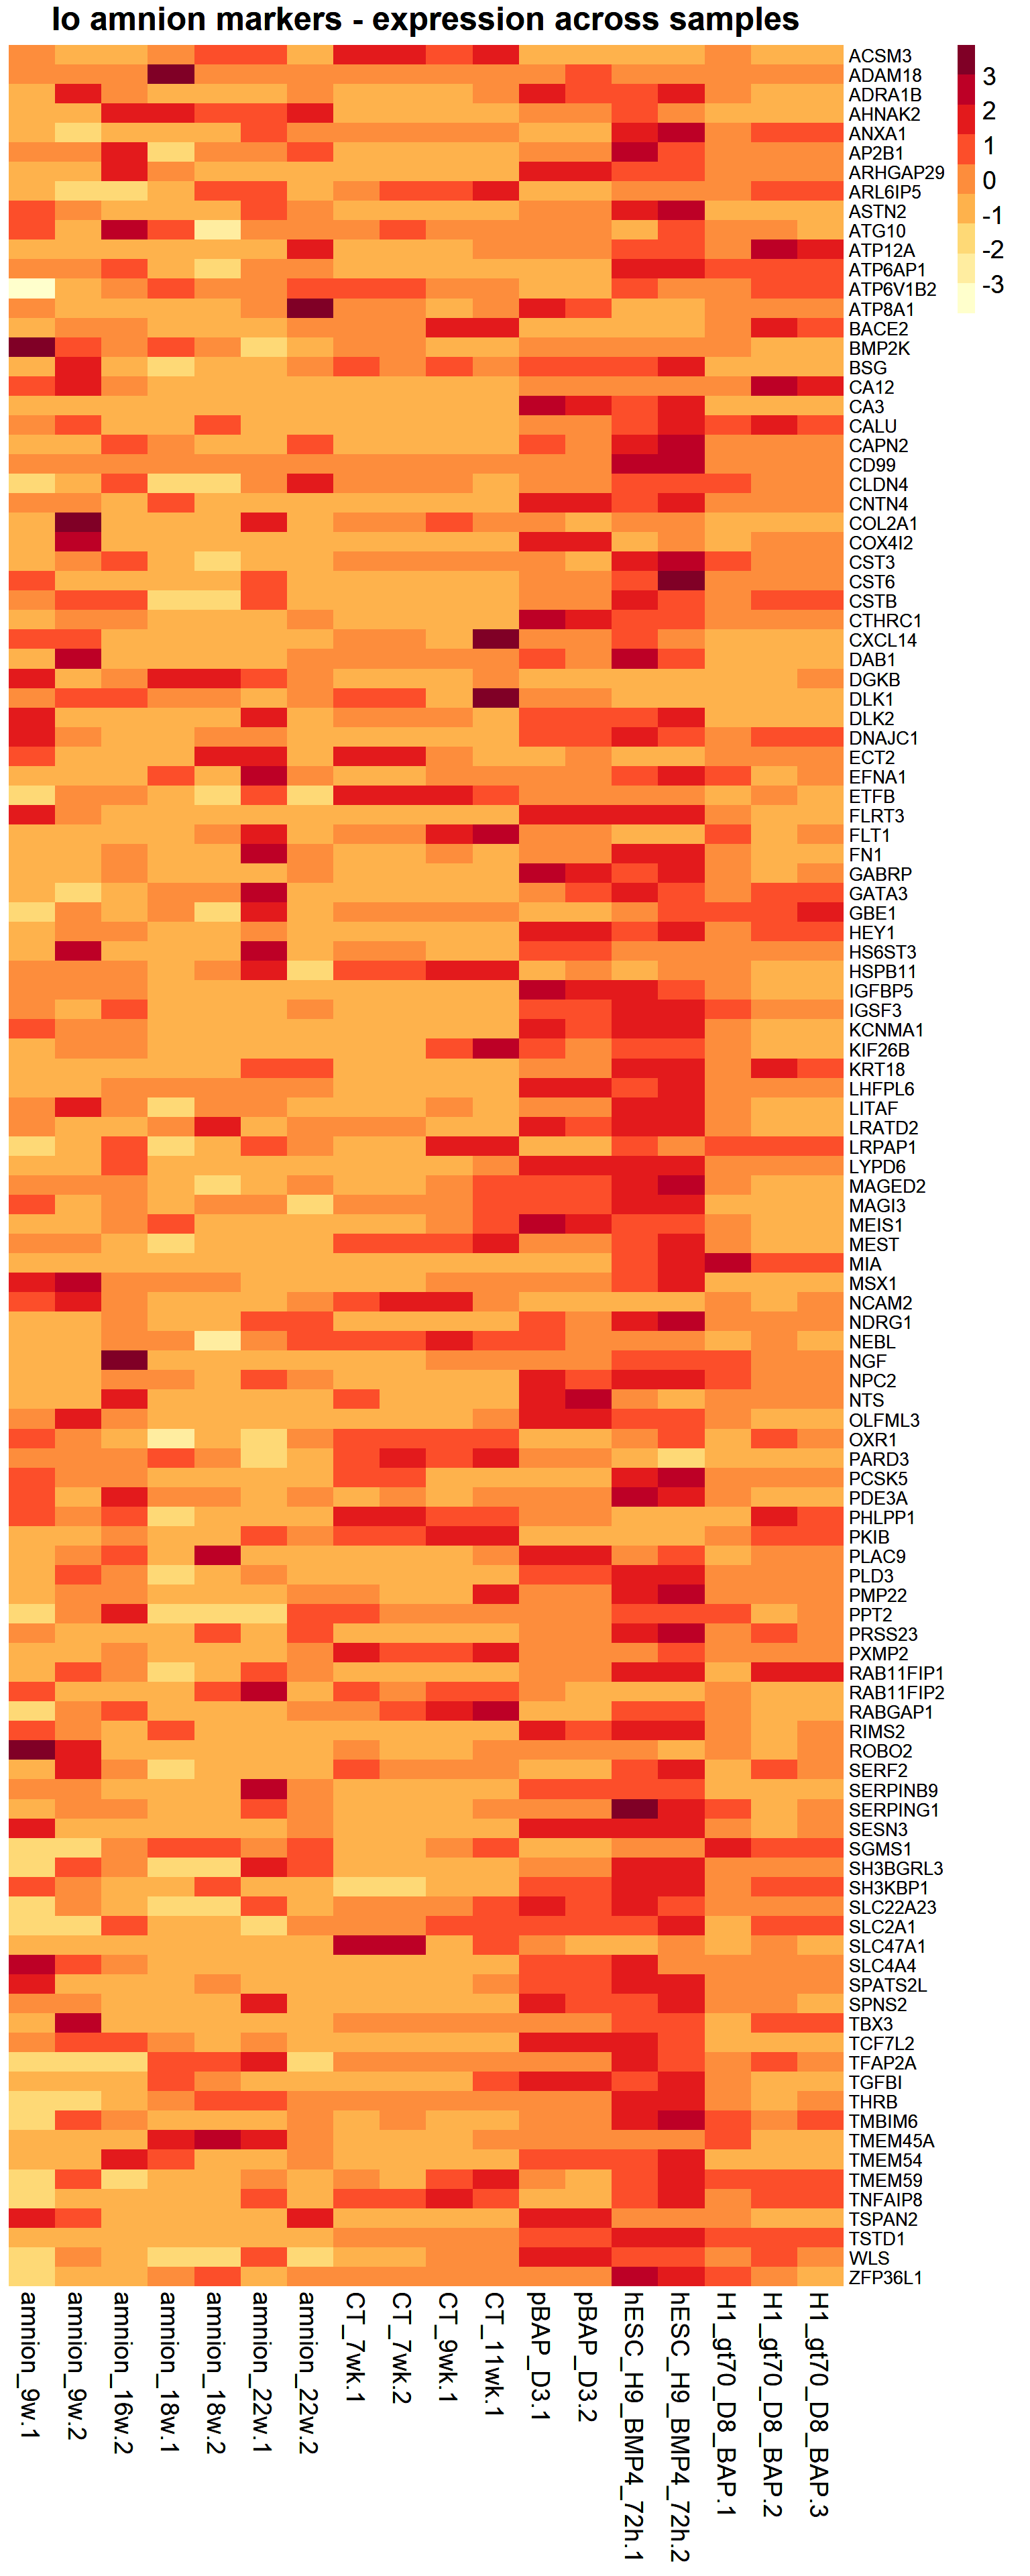 Io amnion markers - expression across samples
3
2
1
0
-1
-2
-3
ACSM3
ADAM18
ADRA1B
AHNAK2
ANXA1
AP2B1
ARHGAP29
ARL6IP5
ASTN2
ATG10
ATP12A
ATP6AP1
ATP6V1B2
ATP8A1
BACE2
BMP2K
BSG
CA12
CA3
CALU
CAPN2
CD99
CLDN4
CNTN4
COL2A1
COX4I2
CST3
CST6
CSTB
CTHRC1
CXCL14
DAB1
DGKB
DLK1
DLK2
DNAJC1
ECT2
EFNA1
ETFB
FLRT3
FLT1
FN1
GABRP
GATA3
GBE1
HEY1
HS6ST3
HSPB11
IGFBP5
IGSF3
KCNMA1
KIF26B
KRT18
LHFPL6
LITAF
LRATD2
LRPAP1
LYPD6
MAGED2
MAGI3
MEIS1
MEST
MIA
MSX1
NCAM2
NDRG1
NEBL
NGF
NPC2
NTS
OLFML3
OXR1
PARD3
PCSK5
PDE3A
PHLPP1
PKIB
PLAC9
PLD3
PMP22
PPT2
PRSS23
PXMP2
RAB11FIP1
RAB11FIP2
RABGAP1
RIMS2
ROBO2
SERF2
SERPINB9
SERPING1
SESN3
SGMS1
SH3BGRL3
SH3KBP1
SLC22A23
SLC2A1
SLC47A1
SLC4A4
SPATS2L
SPNS2
TBX3
TCF7L2
TFAP2A
TGFBI
THRB
TMBIM6
TMEM45A
TMEM54
TMEM59
TNFAIP8
TSPAN2
TSTD1
WLS
ZFP36L1
amnion_9w.1
amnion_9w.2
amnion_16w.2
amnion_18w.1
amnion_18w.2
amnion_22w.1
amnion_22w.2
CT_7wk.1
CT_7wk.2
CT_9wk.1
CT_11wk.1
pBAP_D3.1
pBAP_D3.2
hESC_H9_BMP4_72h.1
hESC_H9_BMP4_72h.2
H1_gt70_D8_BAP.1
H1_gt70_D8_BAP.2
H1_gt70_D8_BAP.3